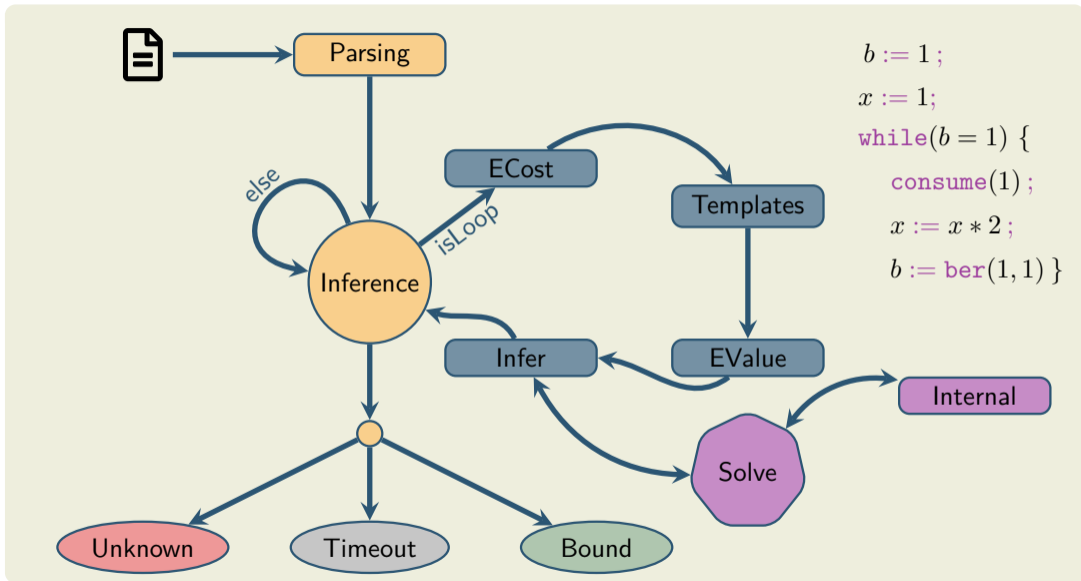 Parsing
b := 1 ;
x := 1;
while(b = 1) {
consume(1) ;
x := x ∗ 2 ;
b := ber(1, 1) }
ECost
Templates
else
isLoop
Inference
Infer
EValue
Internal
Solve
Unknown
Timeout
Bound